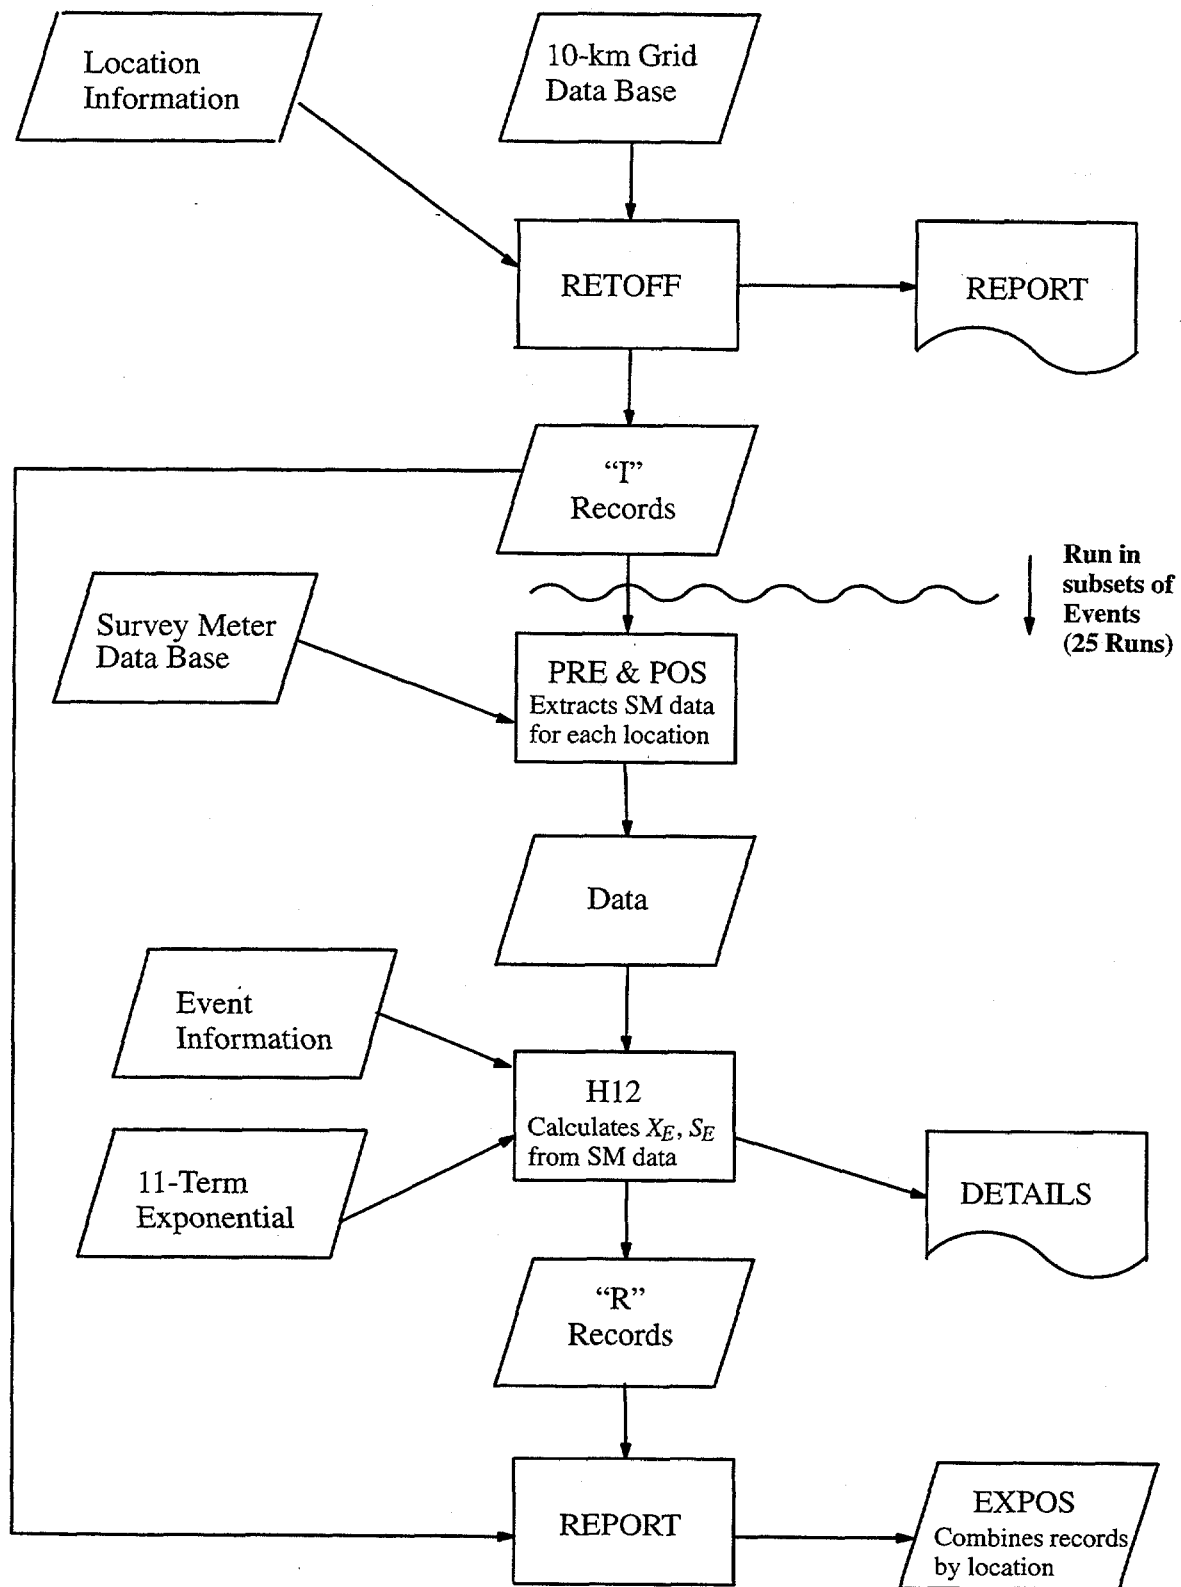 Location
Information
10-km Grid
Data Base
RETOFF
REPORT
“I”
Records
Run in
subsets of
Events
(25 Runs)
Survey Meter
Data Base
PRE & POS
Extracts SM data
for each location
Data
Event
Information
H12
Calculates X_E, S_E
from SM data
11-Term
Exponential
DETAILS
“R”
Records
REPORT
EXPOS
Combines records
by location